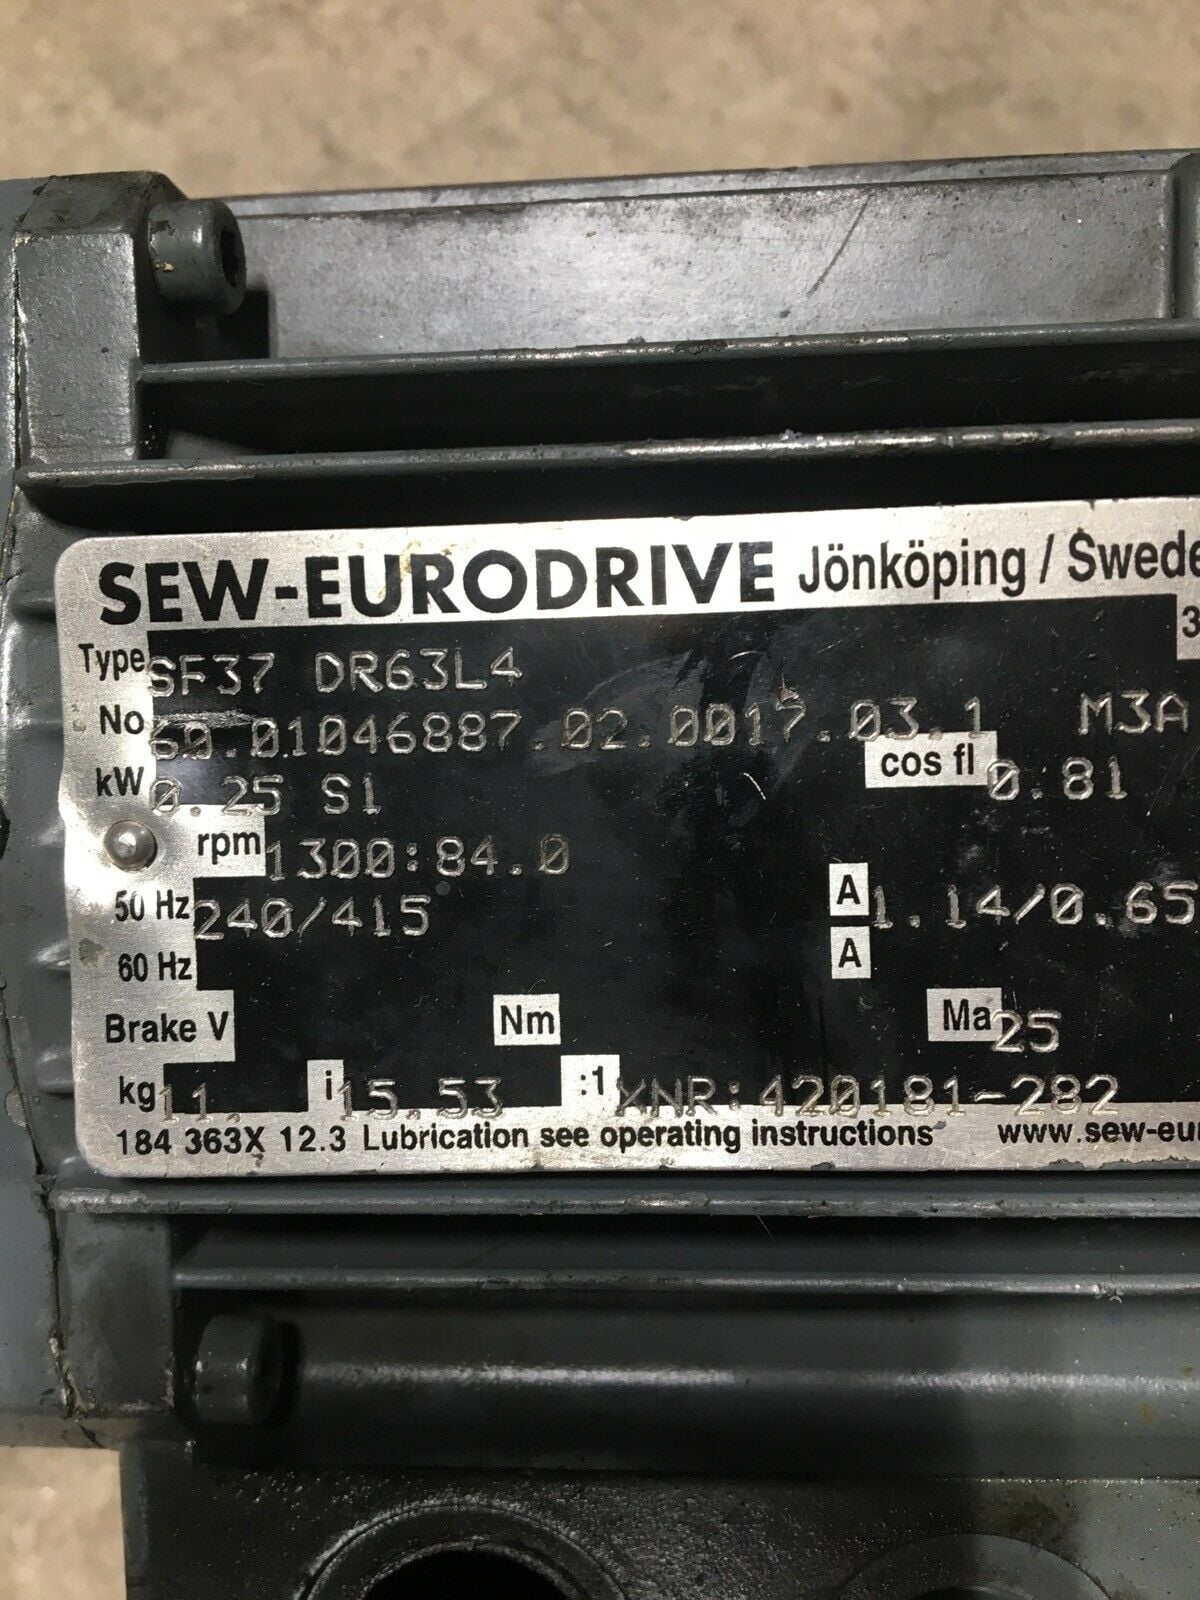 SEW-EURODRIVE Jönköping / Swede
3
Type SF37 DR63L4
No 60.01046887.02.0017.03.1 M3A
kW 0.25 S1 cos fl 0.81
rpm 1300:84.0
50 Hz 240/415 A 1.14/0.65
60 Hz A
Brake V Nm Ma 25
kg 11. i 15.53 :1 XNR:420181-282
184 363X 12.3 Lubrication see operating instructions www.sew-eur